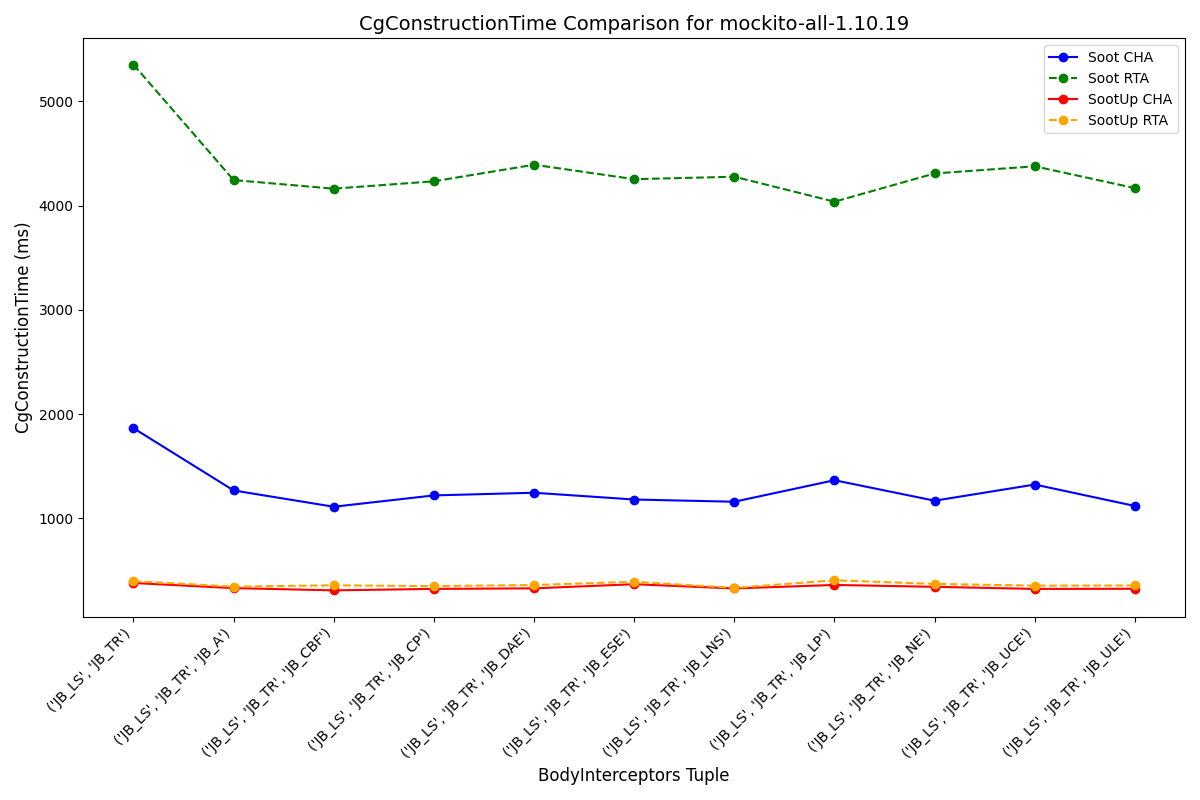 CgConstructionTime Comparison for mockito-all-1.10.19
Soot CHA
Soot RTA
SootUp CHA
SootUp RTA
CgConstructionTime (ms)
5000
4000
3000
2000
1000
('JB_LS', 'JB_TR')
('JB_LS', 'JB_TR', 'JB_A')
('JB_LS', 'JB_TR', 'JB_CBF')
('JB_LS', 'JB_TR', 'JB_CP')
('JB_LS', 'JB_TR', 'JB_DAE')
('JB_LS', 'JB_TR', 'JB_ESE')
('JB_LS', 'JB_TR', 'JB_LNS')
('JB_LS', 'JB_TR', 'JB_LP')
('JB_LS', 'JB_TR', 'JB_NE')
('JB_LS', 'JB_TR', 'JB_UCE')
('JB_LS', 'JB_TR', 'JB_ULE')
BodyInterceptors Tuple